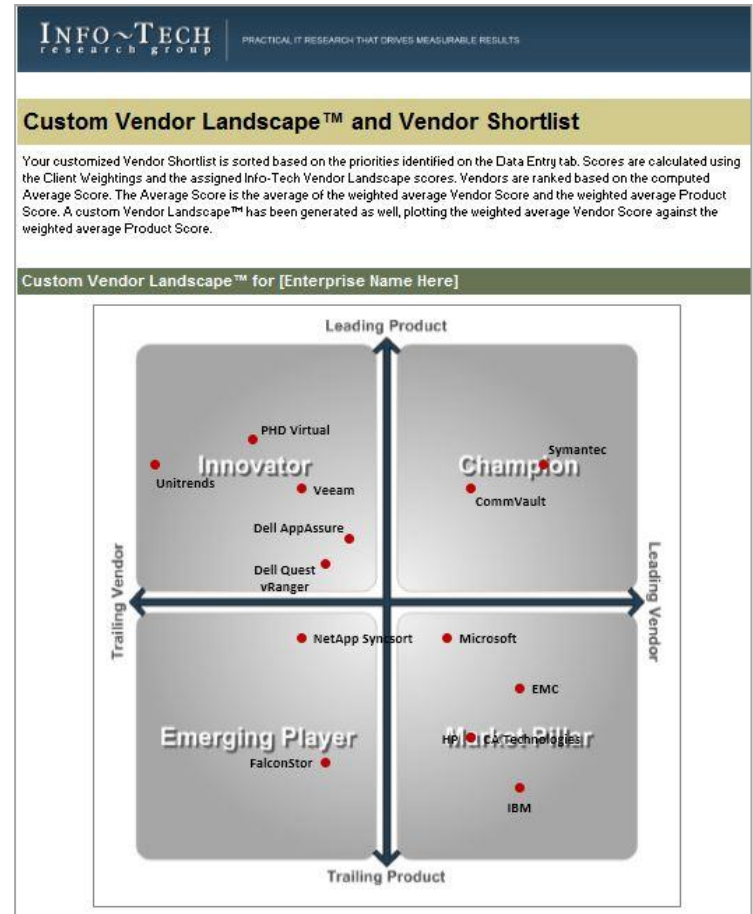 INFO~TECH
research group
PRACTICAL IT RESEARCH THAT DRIVES MEASURABLE RESULTS
Custom Vendor Landscape™ and Vendor Shortlist
Your customized Vendor Shortlist is sorted based on the priorities identified on the Data Entry tab. Scores are calculated using
the Client Weightings and the assigned Info-Tech Vendor Landscape scores. Vendors are ranked based on the computed
Average Score. The Average Score is the average of the weighted average Vendor Score and the weighted average Product
Score. A custom Vendor Landscape™ has been generated as well, plotting the weighted average Vendor Score against the
weighted average Product Score.
Custom Vendor Landscape™ for [Enterprise Name Here]
Leading Product
PHD Virtual
Innovator
Unitrends
Veeam
Dell AppAssure
Dell Quest
vRanger
Symantec
Champion
CommVault
Trailing Vendor
Leading Vendor
NetApp Syncsort
Emerging Player
FalconStor
Microsoft
EMC
Market Pillar
HP
CA Technologies
IBM
Trailing Product